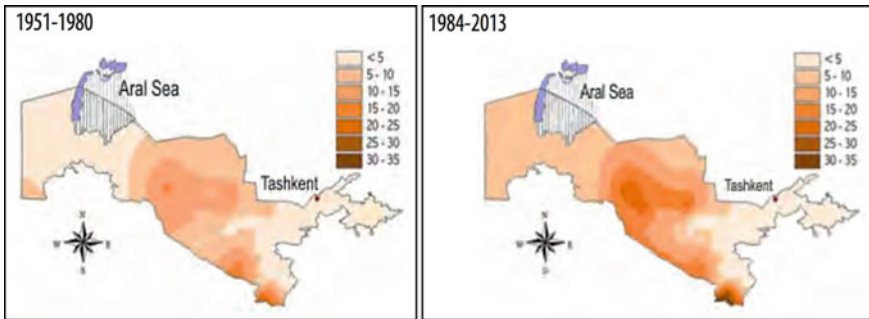 1951-1980
Aral Sea
Tashkent
< 5
5 - 10
10 - 15
15 - 20
20 - 25
25 - 30
30 - 35
N
W E
S
1984-2013
Aral Sea
Tashkent
< 5
5 - 10
10 - 15
15 - 20
20 - 25
25 - 30
30 - 35
N
W E